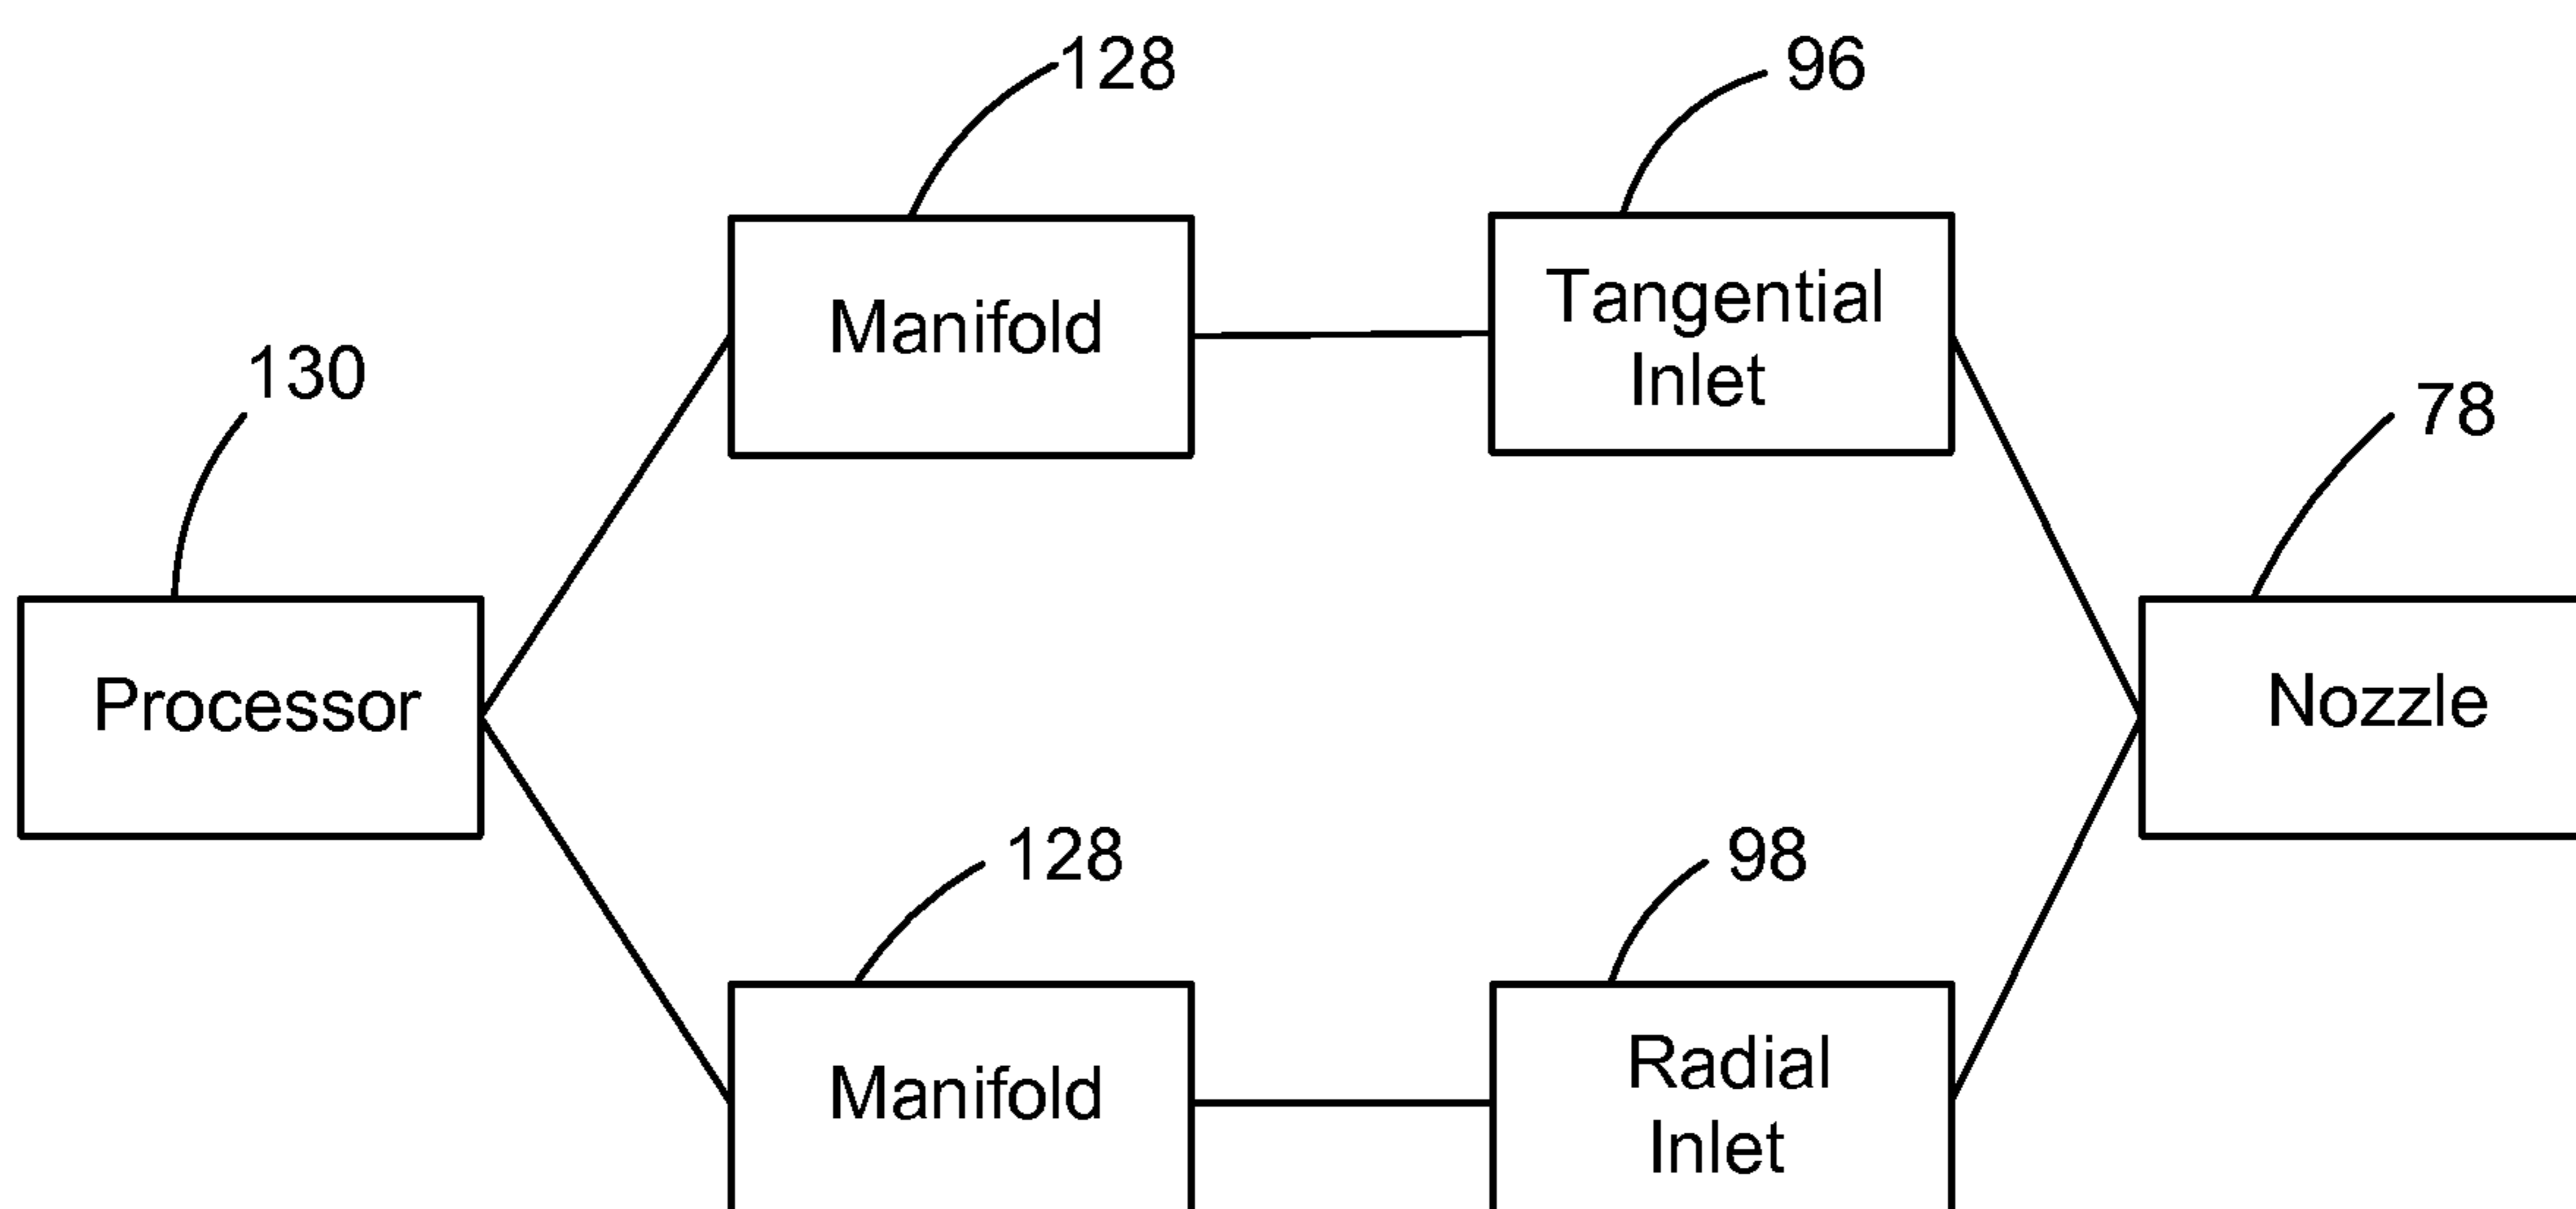 128
96
Manifold
Tangential
Inlet
130
78
Processor
Nozzle
128
98
Manifold
Radial
Inlet